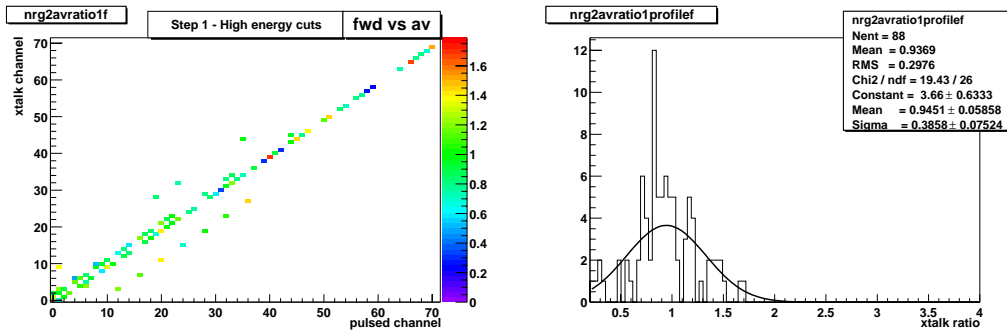 nrg2avratio1f
Step 1 - High energy cuts
fwd vs av
xtalk channel
70
60
50
40
30
20
10
0
0 10 20 30 40 50 60 70
pulsed channel
1.6
1.4
1.2
1
0.8
0.6
0.4
0.2
0
nrg2avratio1profilef
nrg2avratio1profilef
Nent = 88
Mean = 0.9369
RMS = 0.2976
Chi2 / ndf = 19.43 / 26
Constant = 3.66 ± 0.6333
Mean = 0.9451 ± 0.05858
Sigma = 0.3858 ± 0.07524
12
10
8
6
4
2
0
0.5 1 1.5 2 2.5 3 3.5 4
xtalk ratio